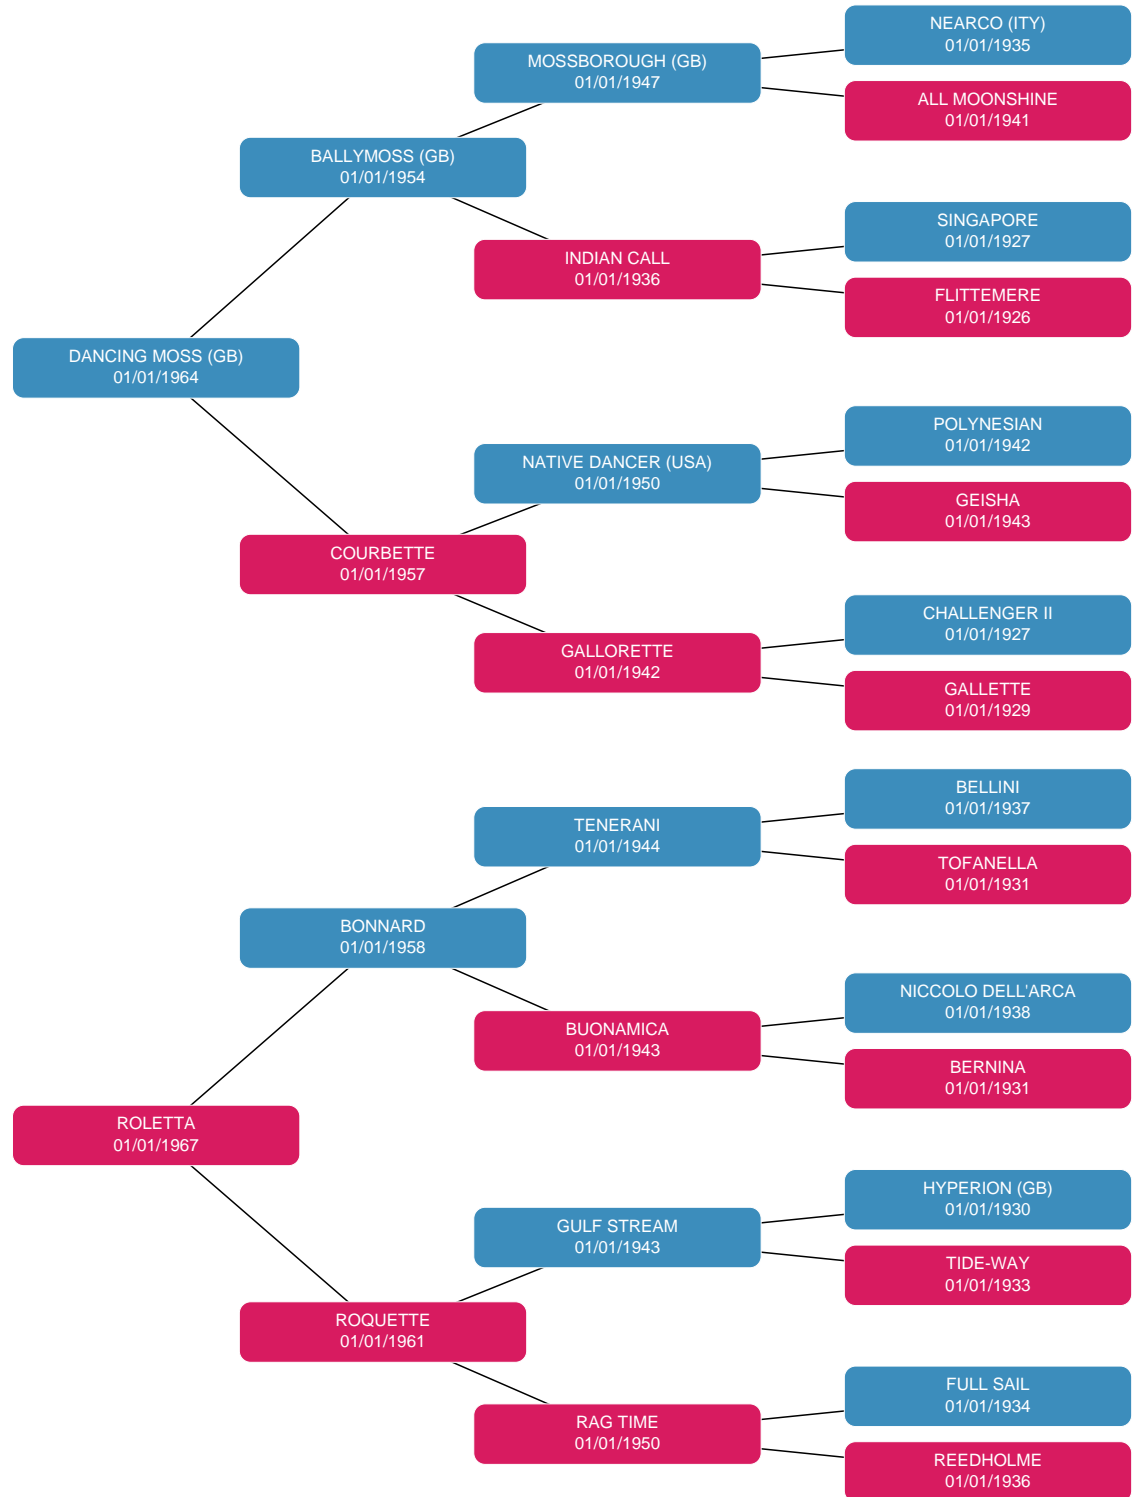 NEARCO (ITY)
01/01/1935
MOSSBOROUGH (GB)
01/01/1947
ALL MOONSHINE
01/01/1941
BALLYMOSS (GB)
01/01/1954
SINGAPORE
01/01/1927
INDIAN CALL
01/01/1936
FLITTEMERE
01/01/1926
DANCING MOSS (GB)
01/01/1964
POLYNESIAN
01/01/1942
NATIVE DANCER (USA)
01/01/1950
GEISHA
01/01/1943
COURBETTE
01/01/1957
CHALLENGER II
01/01/1927
GALLORETTE
01/01/1942
GALLETTE
01/01/1929
BELLINI
01/01/1937
TENERANI
01/01/1944
TOFANELLA
01/01/1931
BONNARD
01/01/1958
NICCOLO DELL'ARCA
01/01/1938
BUONAMICA
01/01/1943
BERNINA
01/01/1931
ROLETTA
01/01/1967
HYPERION (GB)
01/01/1930
GULF STREAM
01/01/1943
TIDE-WAY
01/01/1933
ROQUETTE
01/01/1961
FULL SAIL
01/01/1934
RAG TIME
01/01/1950
REEDHOLME
01/01/1936